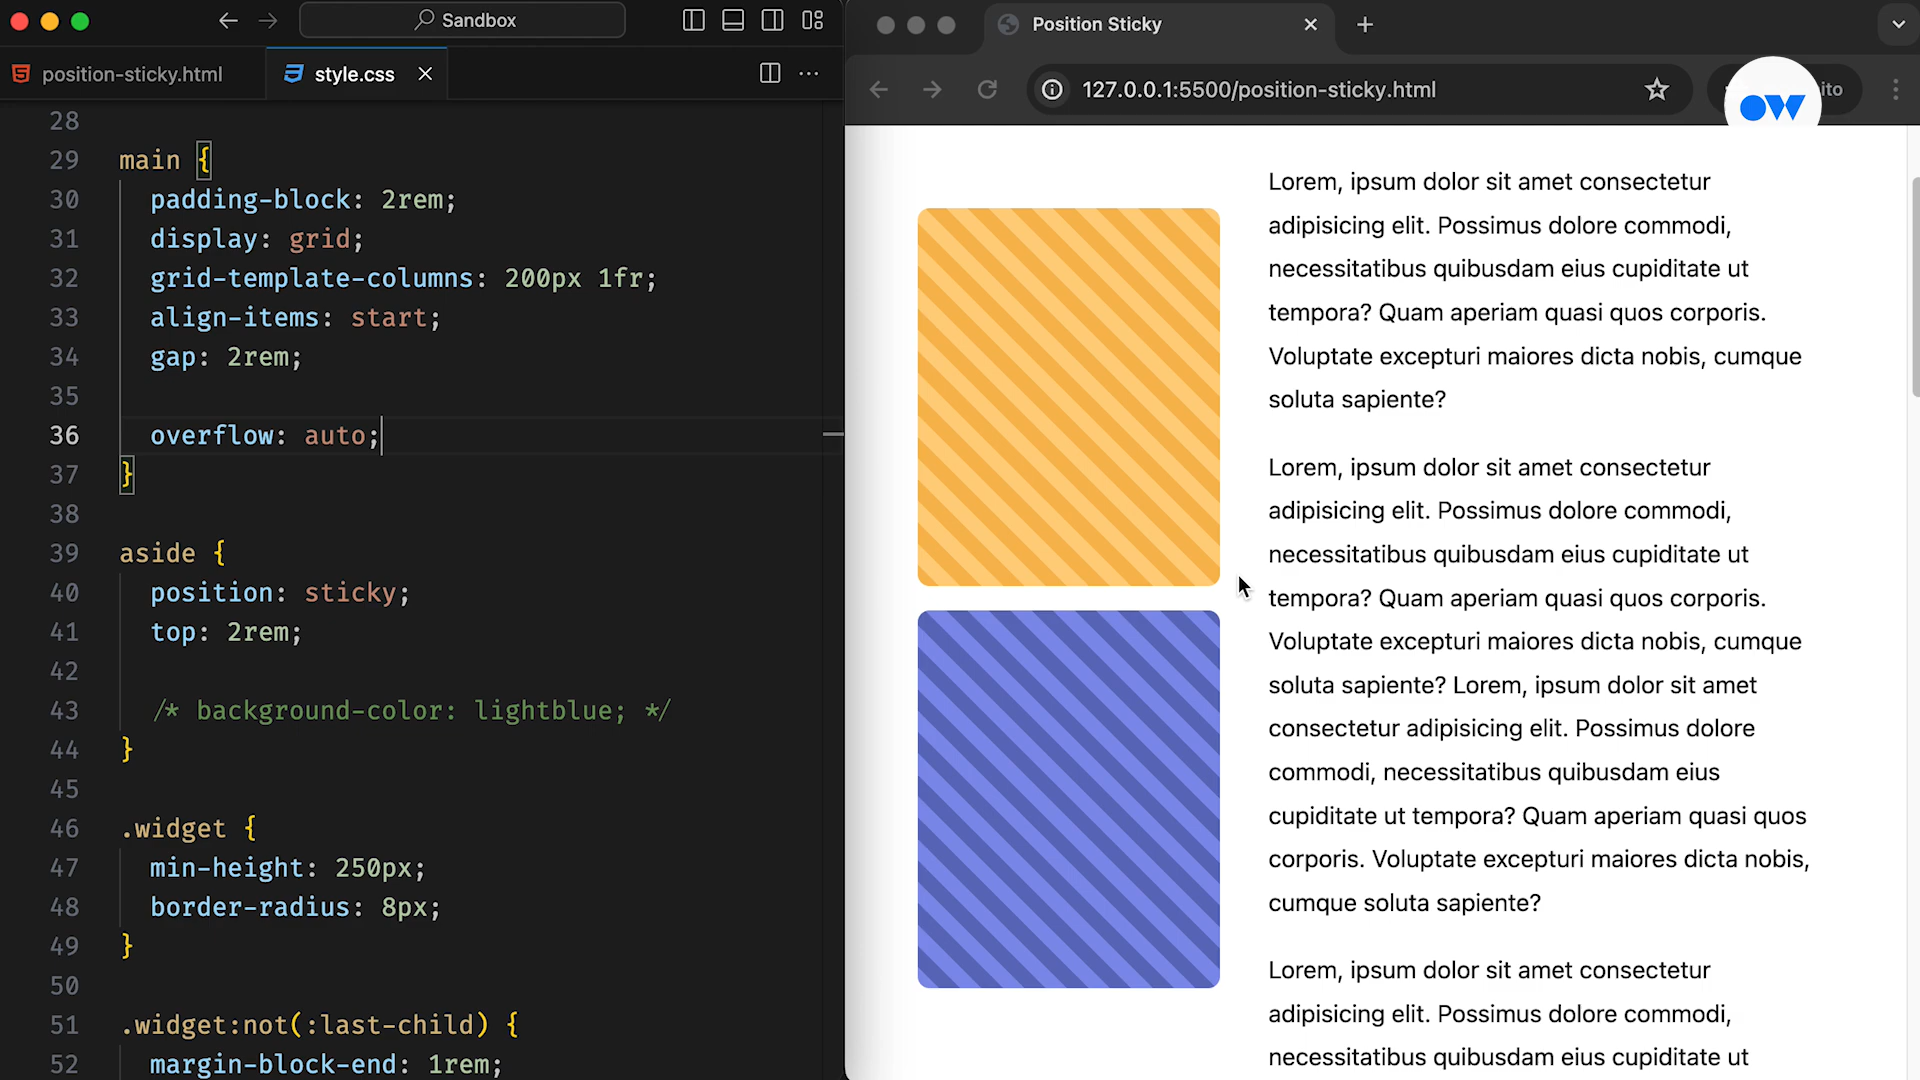 Sandbox
position-sticky.html
style.css
28
29 main {
30 padding-block: 2rem;
31 display: grid;
32 grid-template-columns: 200px 1fr;
33 align-items: start;
34 gap: 2rem;
35
36 overflow: auto;
37 }
38
39 aside {
40 position: sticky;
41 top: 2rem;
42
43 /* background-color: lightblue; */
44 }
45
46 .widget {
47 min-height: 250px;
48 border-radius: 8px;
49 }
50
51 .widget:not(:last-child) {
52 margin-block-end: 1rem;
Position Sticky
127.0.0.1:5500/position-sticky.html
ito
OW
Lorem, ipsum dolor sit amet consectetur
adipisicing elit. Possimus dolore commodi,
necessitatibus quibusdam eius cupiditate ut
tempora? Quam aperiam quasi quos corporis.
Voluptate excepturi maiores dicta nobis, cumque
soluta sapiente?
Lorem, ipsum dolor sit amet consectetur
adipisicing elit. Possimus dolore commodi,
necessitatibus quibusdam eius cupiditate ut
tempora? Quam aperiam quasi quos corporis.
Voluptate excepturi maiores dicta nobis, cumque
soluta sapiente? Lorem, ipsum dolor sit amet
consectetur adipisicing elit. Possimus dolore
commodi, necessitatibus quibusdam eius
cupiditate ut tempora? Quam aperiam quasi quos
corporis. Voluptate excepturi maiores dicta nobis,
cumque soluta sapiente?
Lorem, ipsum dolor sit amet consectetur
adipisicing elit. Possimus dolore commodi,
necessitatibus quibusdam eius cupiditate ut